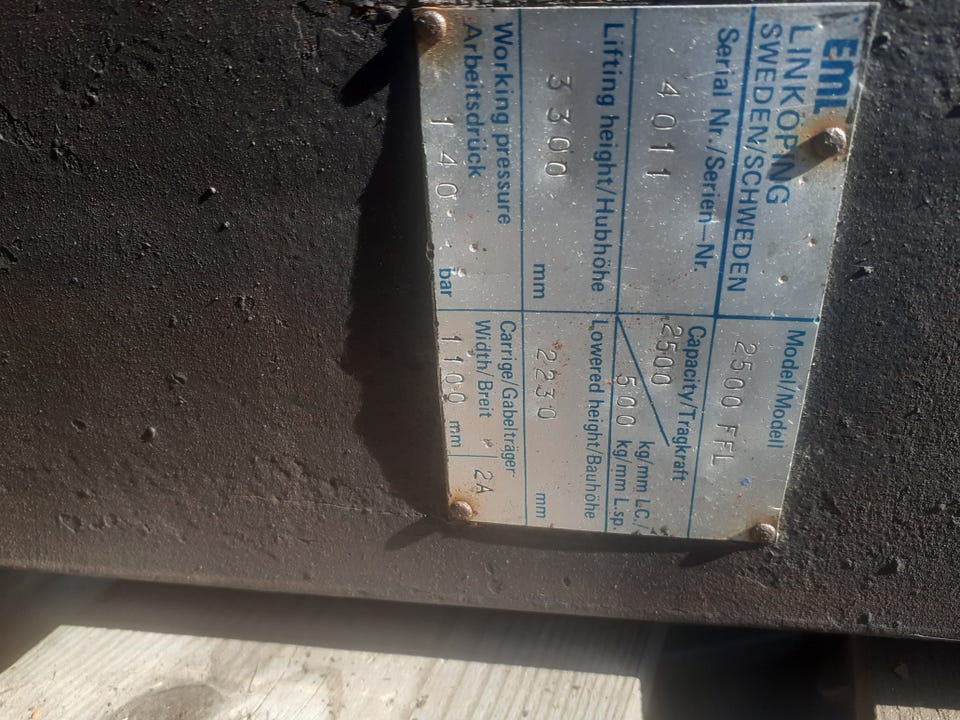 EML
LINKÖPING
SWEDEN/SCHWEDEN
Model/Modell
2500 FFL
Serial Nr./Serien-Nr.
4011
Capacity/Tragkraft
2500 / 500
kg/mm L.C./
kg/mm L.sp.
Lifting height/Hubhöhe
3300 mm
Lowered height/Bauhöhe
2230 mm
Working pressure
Arbeitsdrück
140 bar
Carrige/Gabelträger
Width/Breit
1100 mm 2A